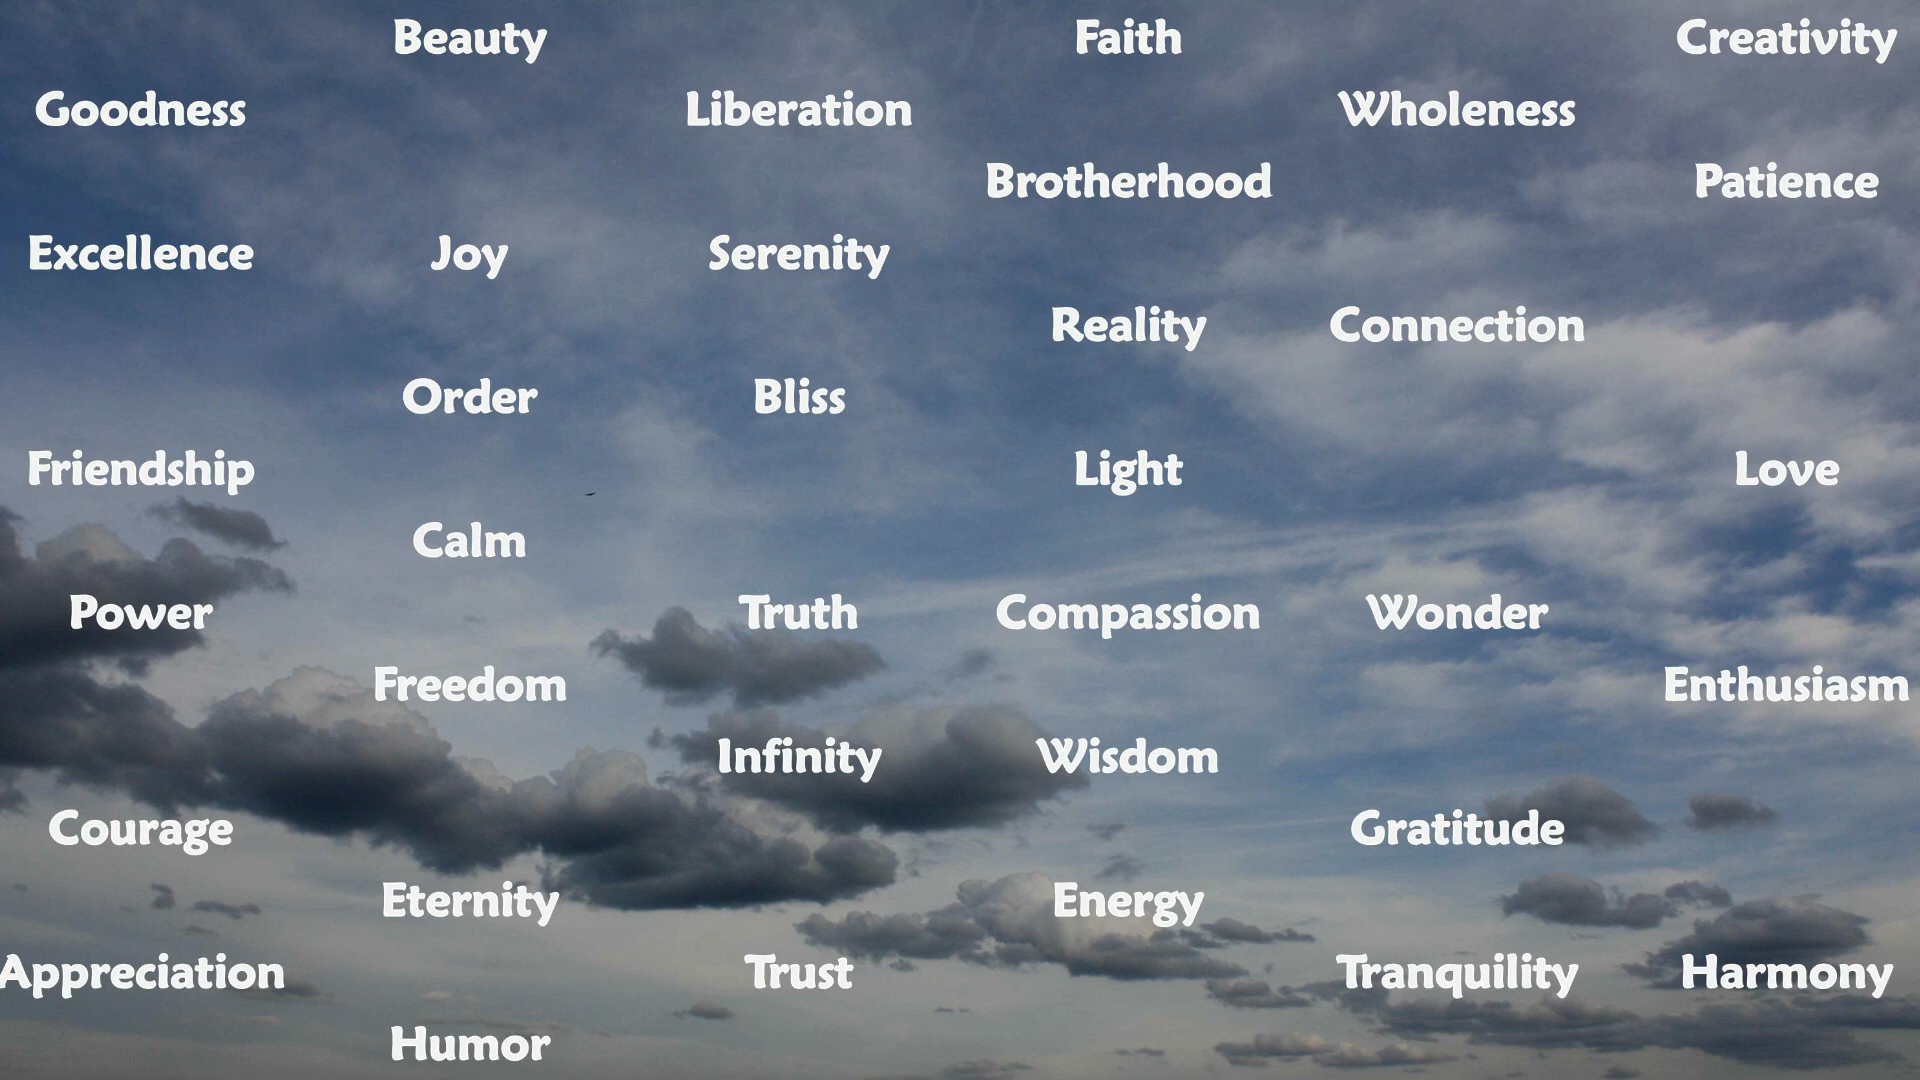 Beauty Faith Creativity
Goodness Liberation Wholeness
Brotherhood Patience
Excellence Joy Serenity
Reality Connection
Order Bliss
Friendship Light Love
Calm
Power Truth Compassion Wonder
Freedom Enthusiasm
Infinity Wisdom
Courage Gratitude
Eternity Energy
Appreciation Trust Tranquility Harmony
Humor